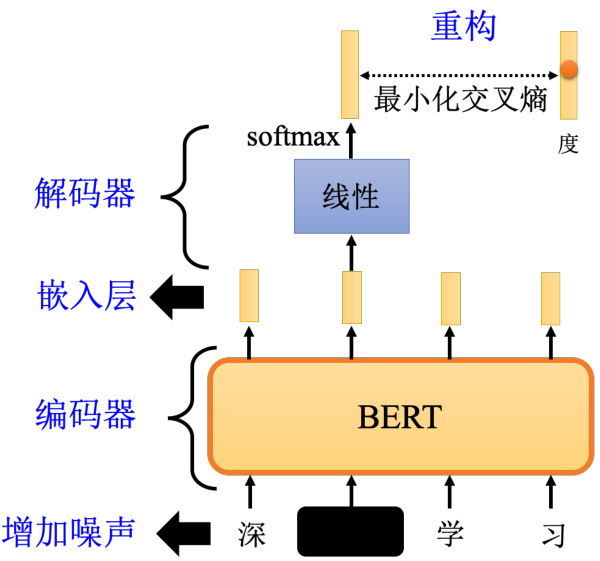 重构
最小化交叉熵
softmax
度
解码器
线性
嵌入层
编码器
BERT
增加噪声
深
学
习